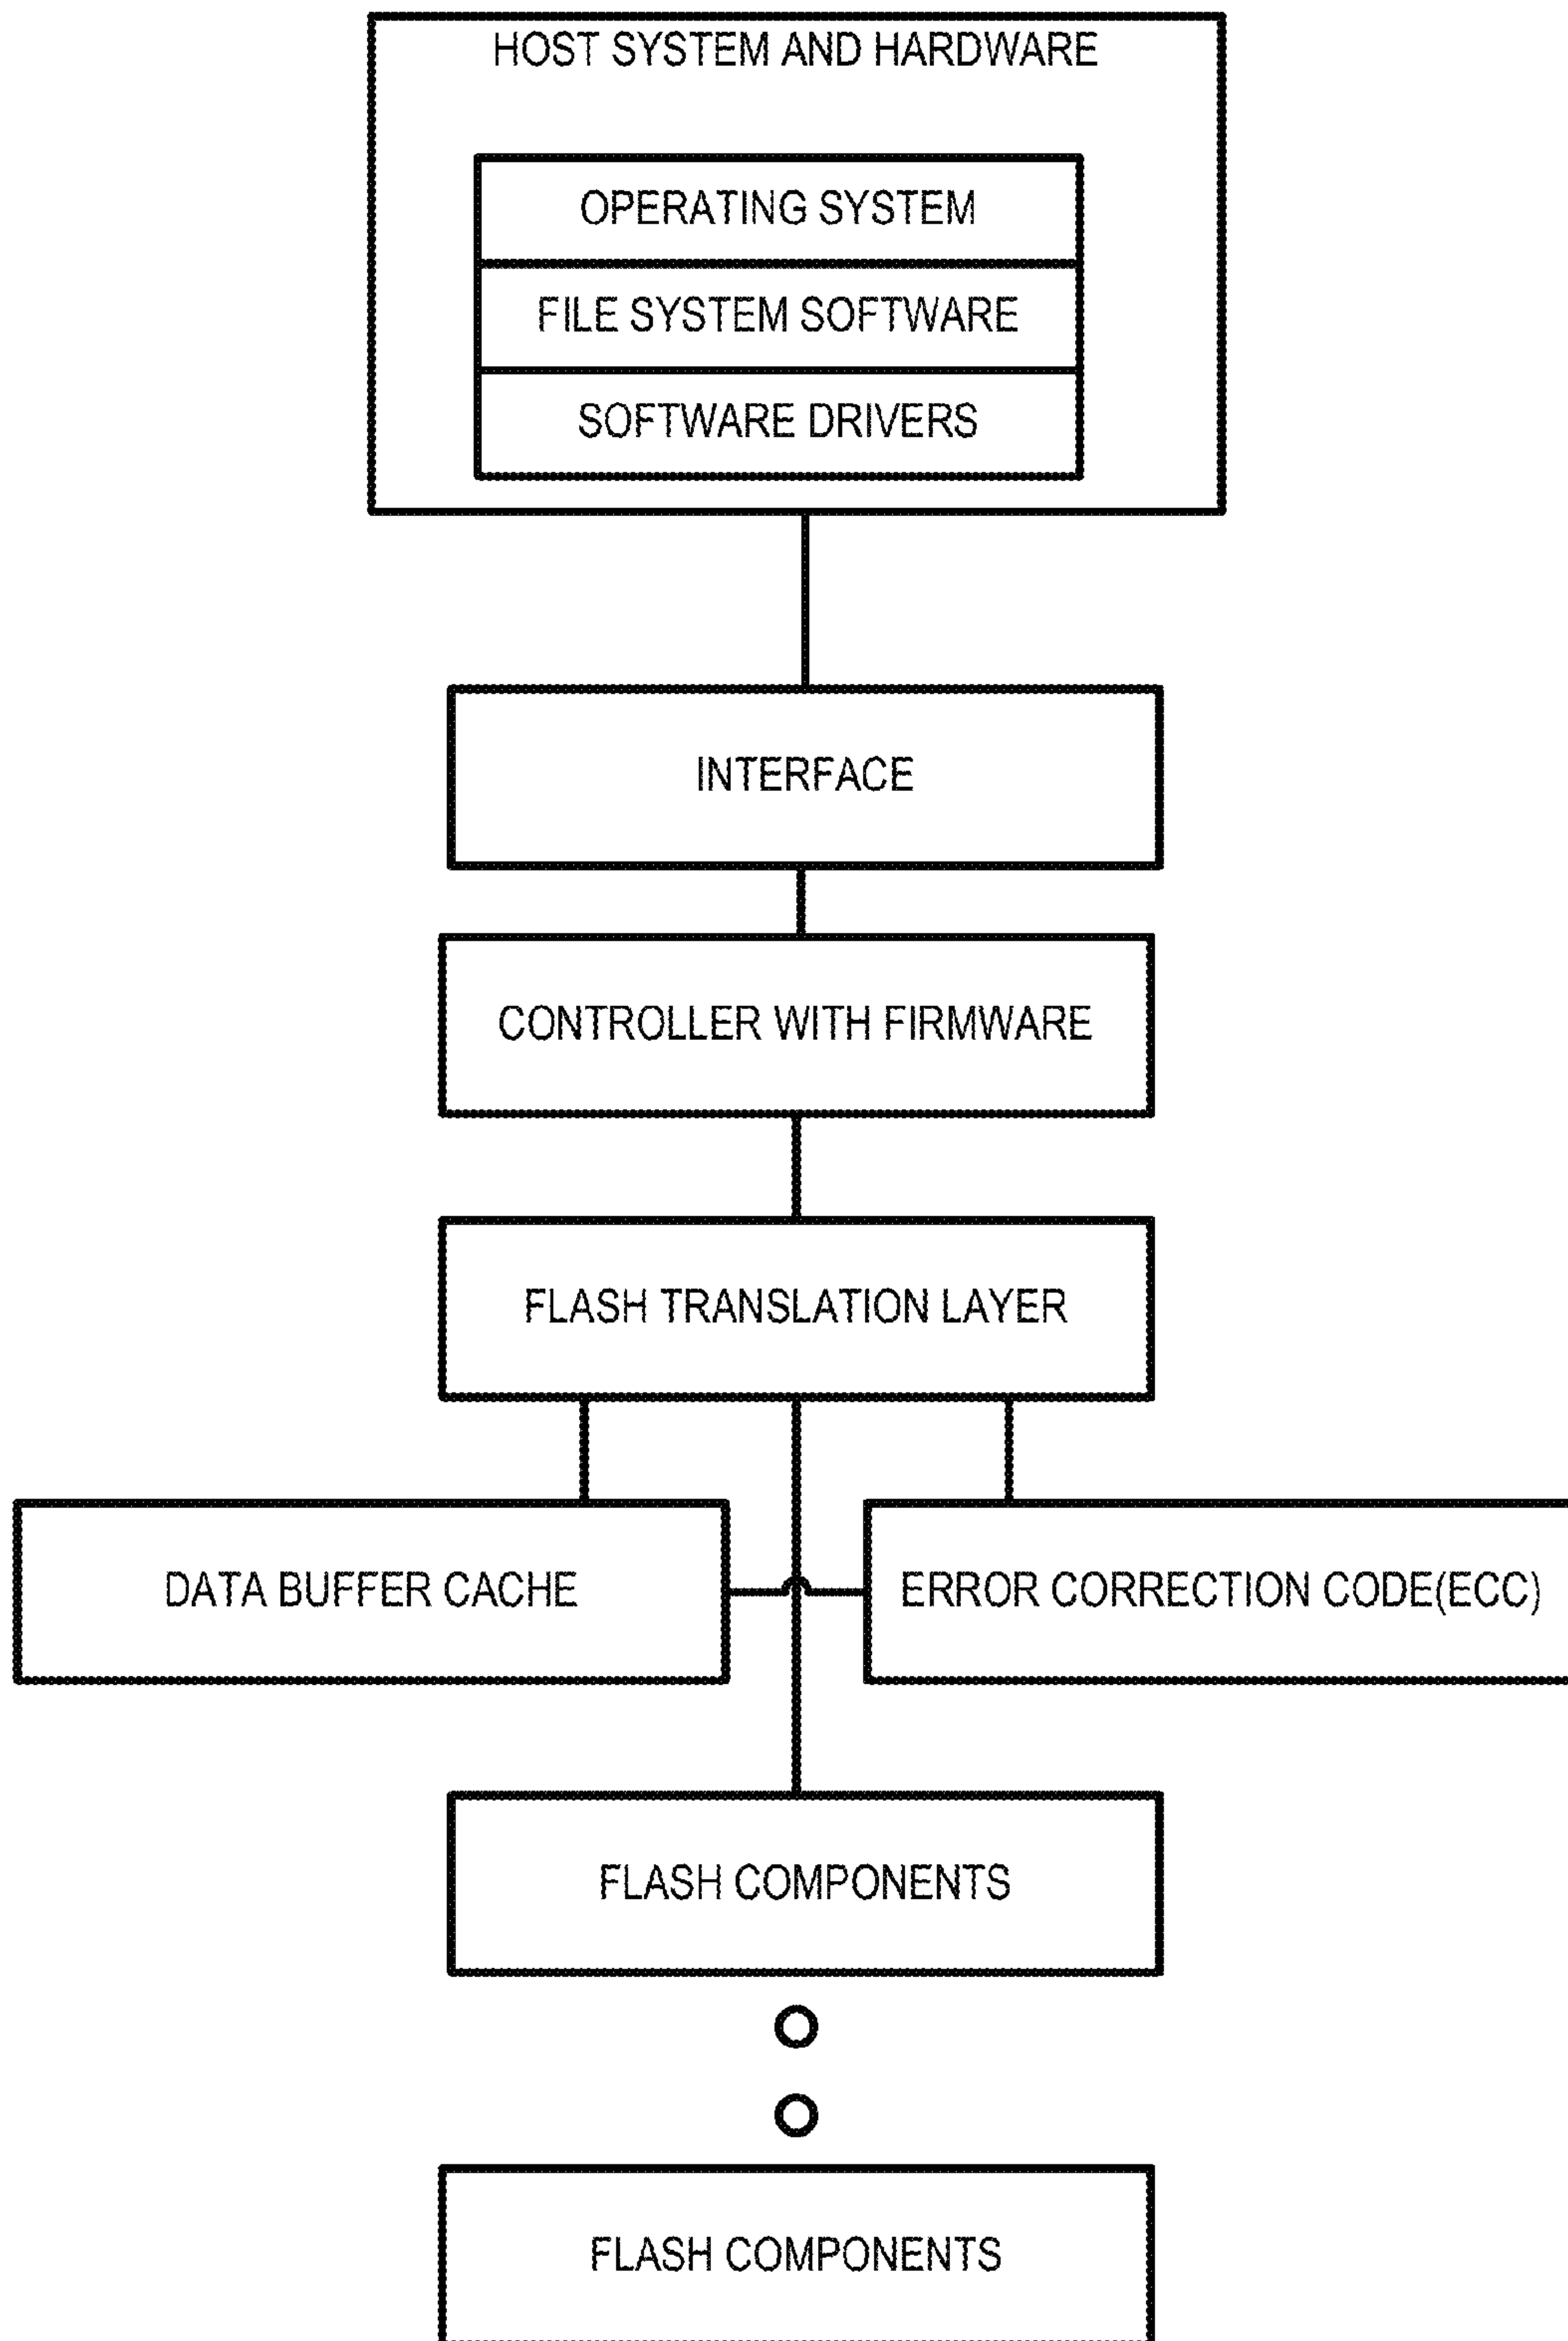 HOST SYSTEM AND HARDWARE
OPERATING SYSTEM
FILE SYSTEM SOFTWARE
SOFTWARE DRIVERS
INTERFACE
CONTROLLER WITH FIRMWARE
FLASH TRANSLATION LAYER
DATA BUFFER CACHE
ERROR CORRECTION CODE(ECC)
FLASH COMPONENTS
FLASH COMPONENTS